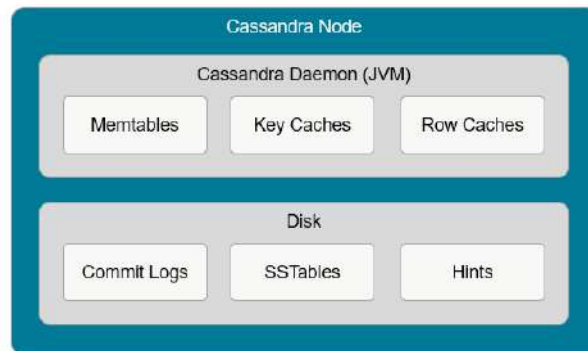 Cassandra Node
Cassandra Daemon (JVM)
Memtables Key Caches Row Caches
Disk
Commit Logs SSTables Hints